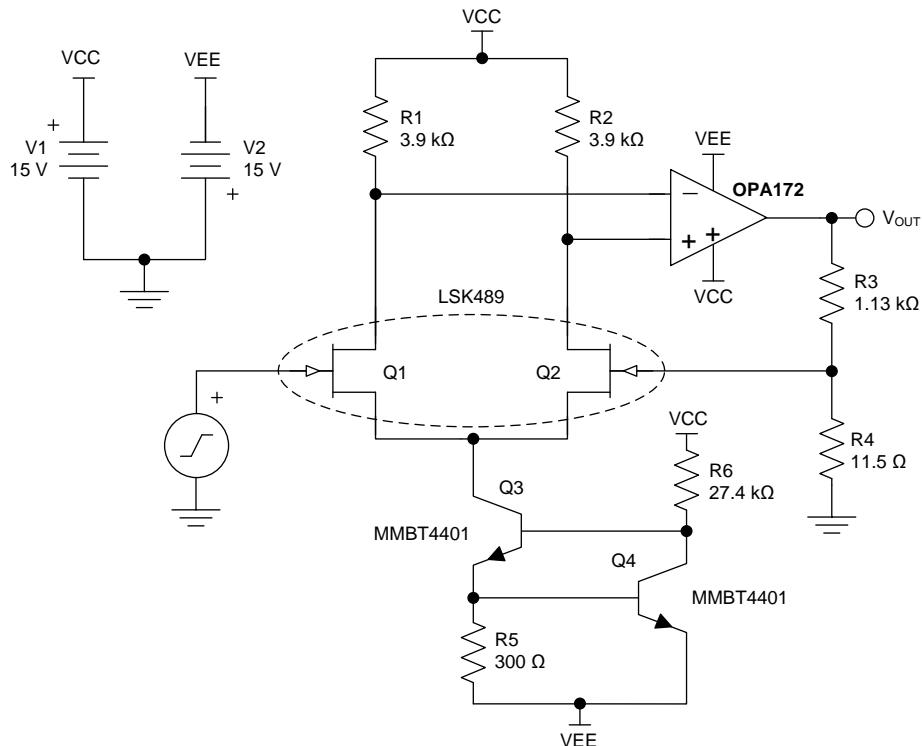 VCC
VCC
VEE
R1
3.9 kΩ
R2
3.9 kΩ
+
V1
15 V
V2
15 V
+
VEE
OPA172
−
+
+
VCC
VOUT
R3
1.13 kΩ
LSK489
Q1
Q2
+
VCC
R4
11.5 Ω
R6
27.4 kΩ
Q3
MMBT4401
Q4
MMBT4401
R5
300 Ω
VEE